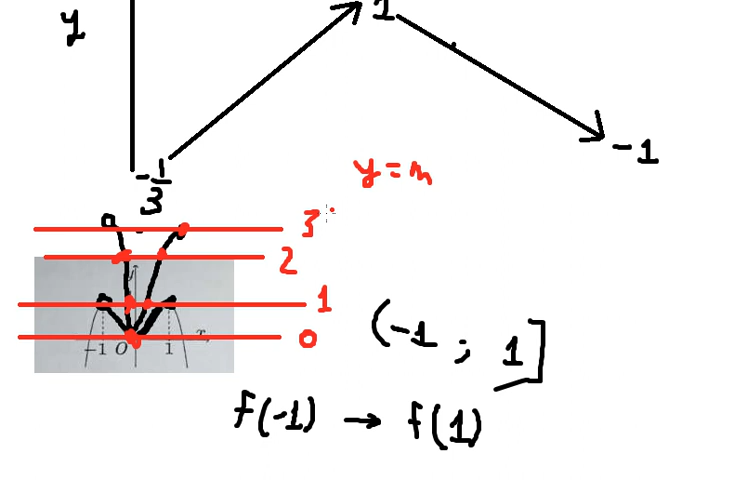 y
1
-1/3
-1
y = m
3
2
1
0
y
x
-1 O 1
(-1 ; 1]
f(-1) → f(1)